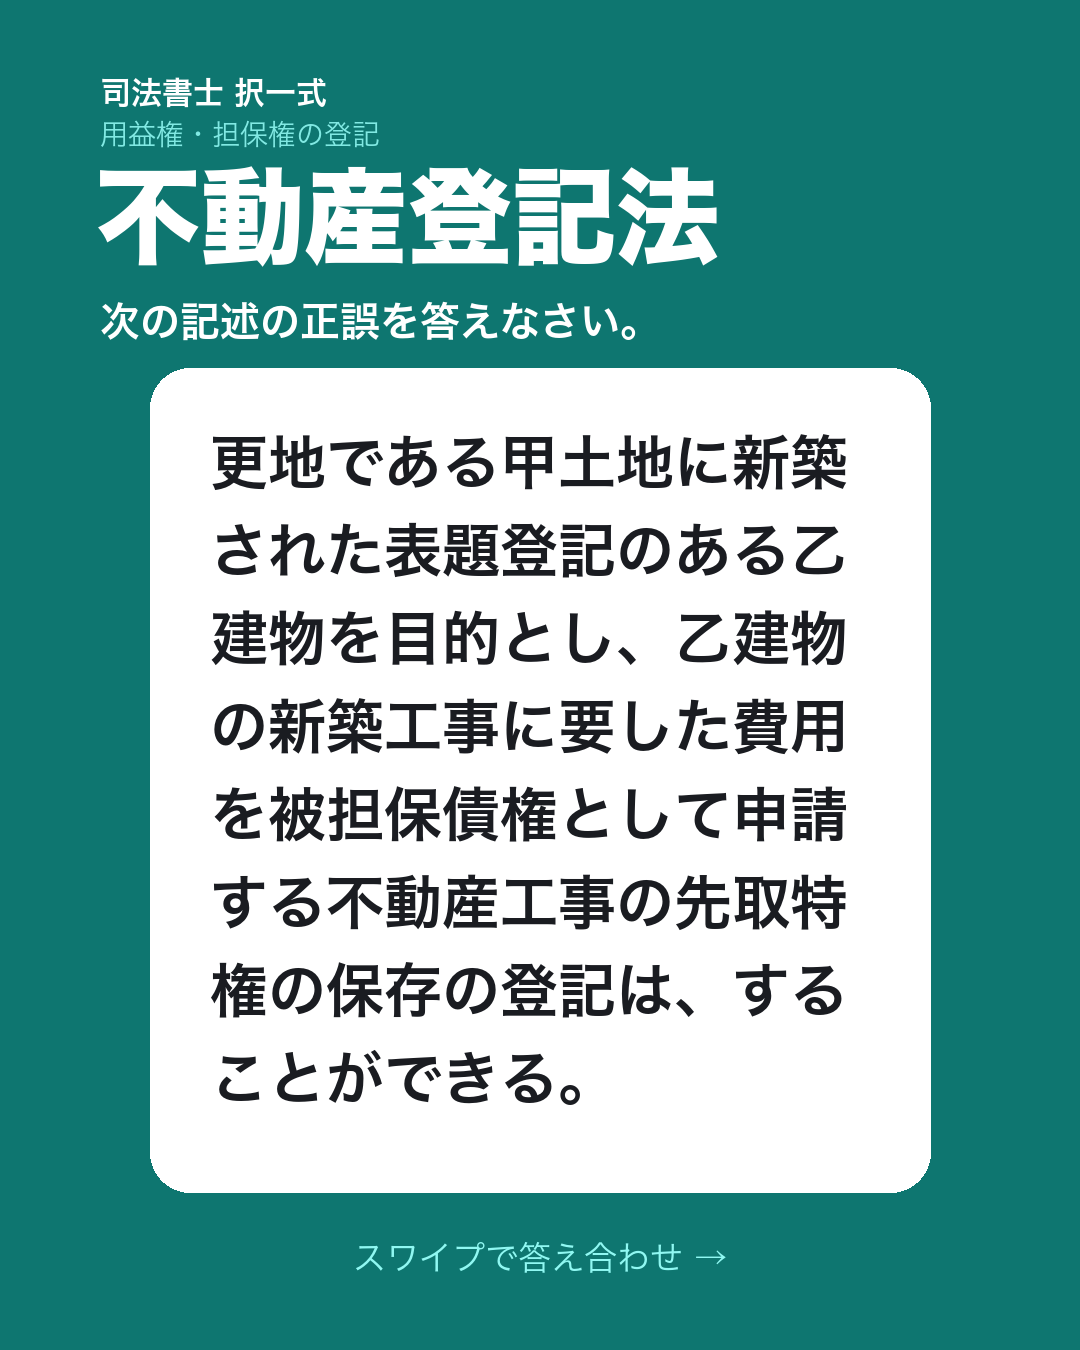 司法書士 択一式
用益権・担保権の登記
不動産登記法
次の記述の正誤を答えなさい。
更地である甲土地に新築
された表題登記のある乙
建物を目的とし、乙建物
の新築工事に要した費用
を被担保債権として申請
する不動産工事の先取特
権の保存の登記は、する
ことができる。
スワイプで答え合わせ →